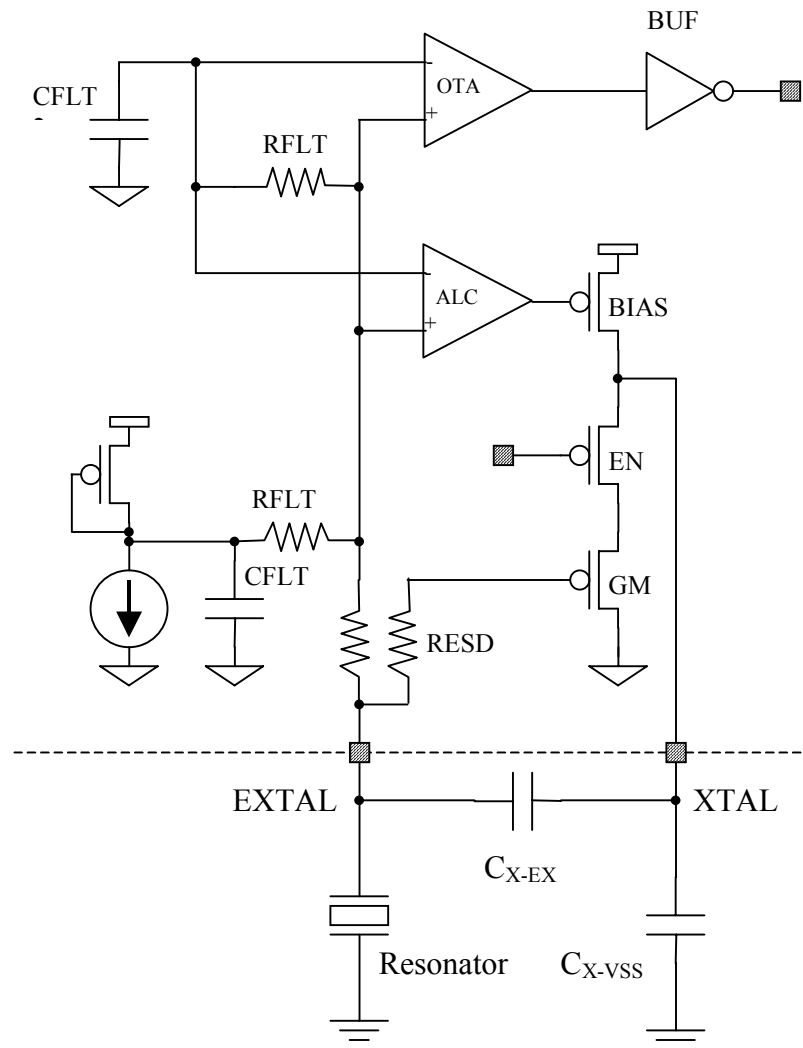 BUF
CFLT
-
OTA
+
RFLT
-
ALC
+
BIAS
EN
RFLT
CFLT
GM
RESD
EXTAL
XTAL
CX-EX
Resonator
CX-VSS